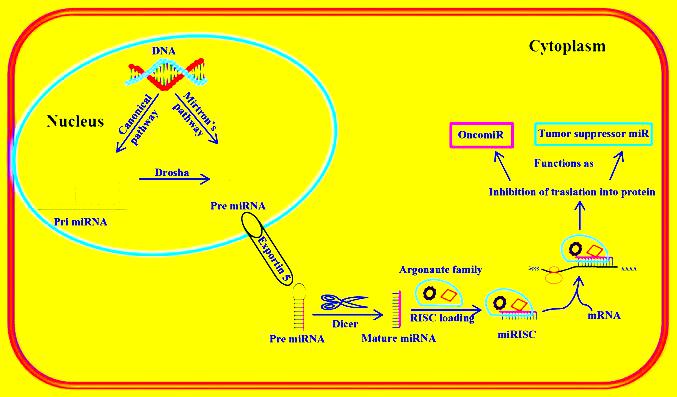 Cytoplasm
DNA
Nucleus
Canonical
pathway
Mirtron's
pathway
OncomiR
Tumor suppressor miR
Functions as
Drosha
Inhibition of traslation into protein
Pre miRNA
Pri miRNA
Exportin 5
Argonaute family
RISC loading
mRNA
Dicer
miRISC
Pre miRNA
Mature miRNA